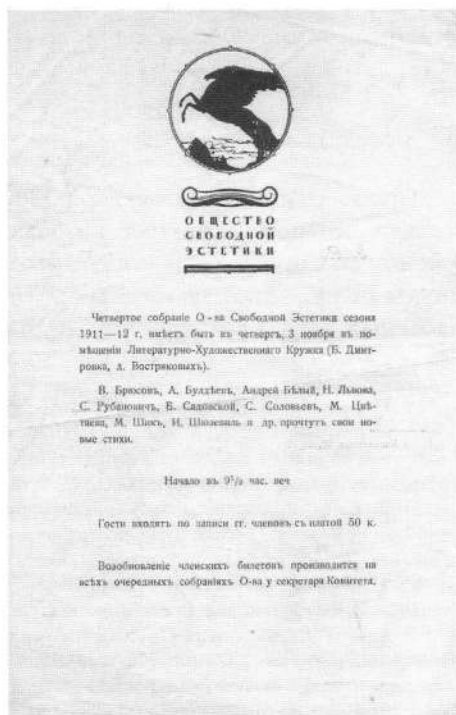 ОБЩЕСТВО
СВОБОДНОЙ
ЭСТЕТИКИ
Четвертое собраніе О-ва Свободной Эстетики сезона
1911—12 г. имѣетъ быть въ четвергъ, 3 ноября въ по-
мѣщеніи Литературно-Художественнаго Кружка (Б. Дмит-
ровка, д. Востряковыхъ).
В. Брюсовъ, А. Булдѣевъ, Андрей Бѣлый, Н. Львова,
С. Рубановичъ, Б. Садовской, С. Соловьевъ, М. Цвѣ-
таева, М. Шикъ, И. и др. прочтутъ свои но-
вые стихи.
Начало въ 9½ час. веч
Гости входятъ по записи гг. членовъ съ платой 50 к.
Возобновленіе членскихъ билетовъ производится на
всѣхъ очередныхъ собраніяхъ О-ва у секретаря Комитета.